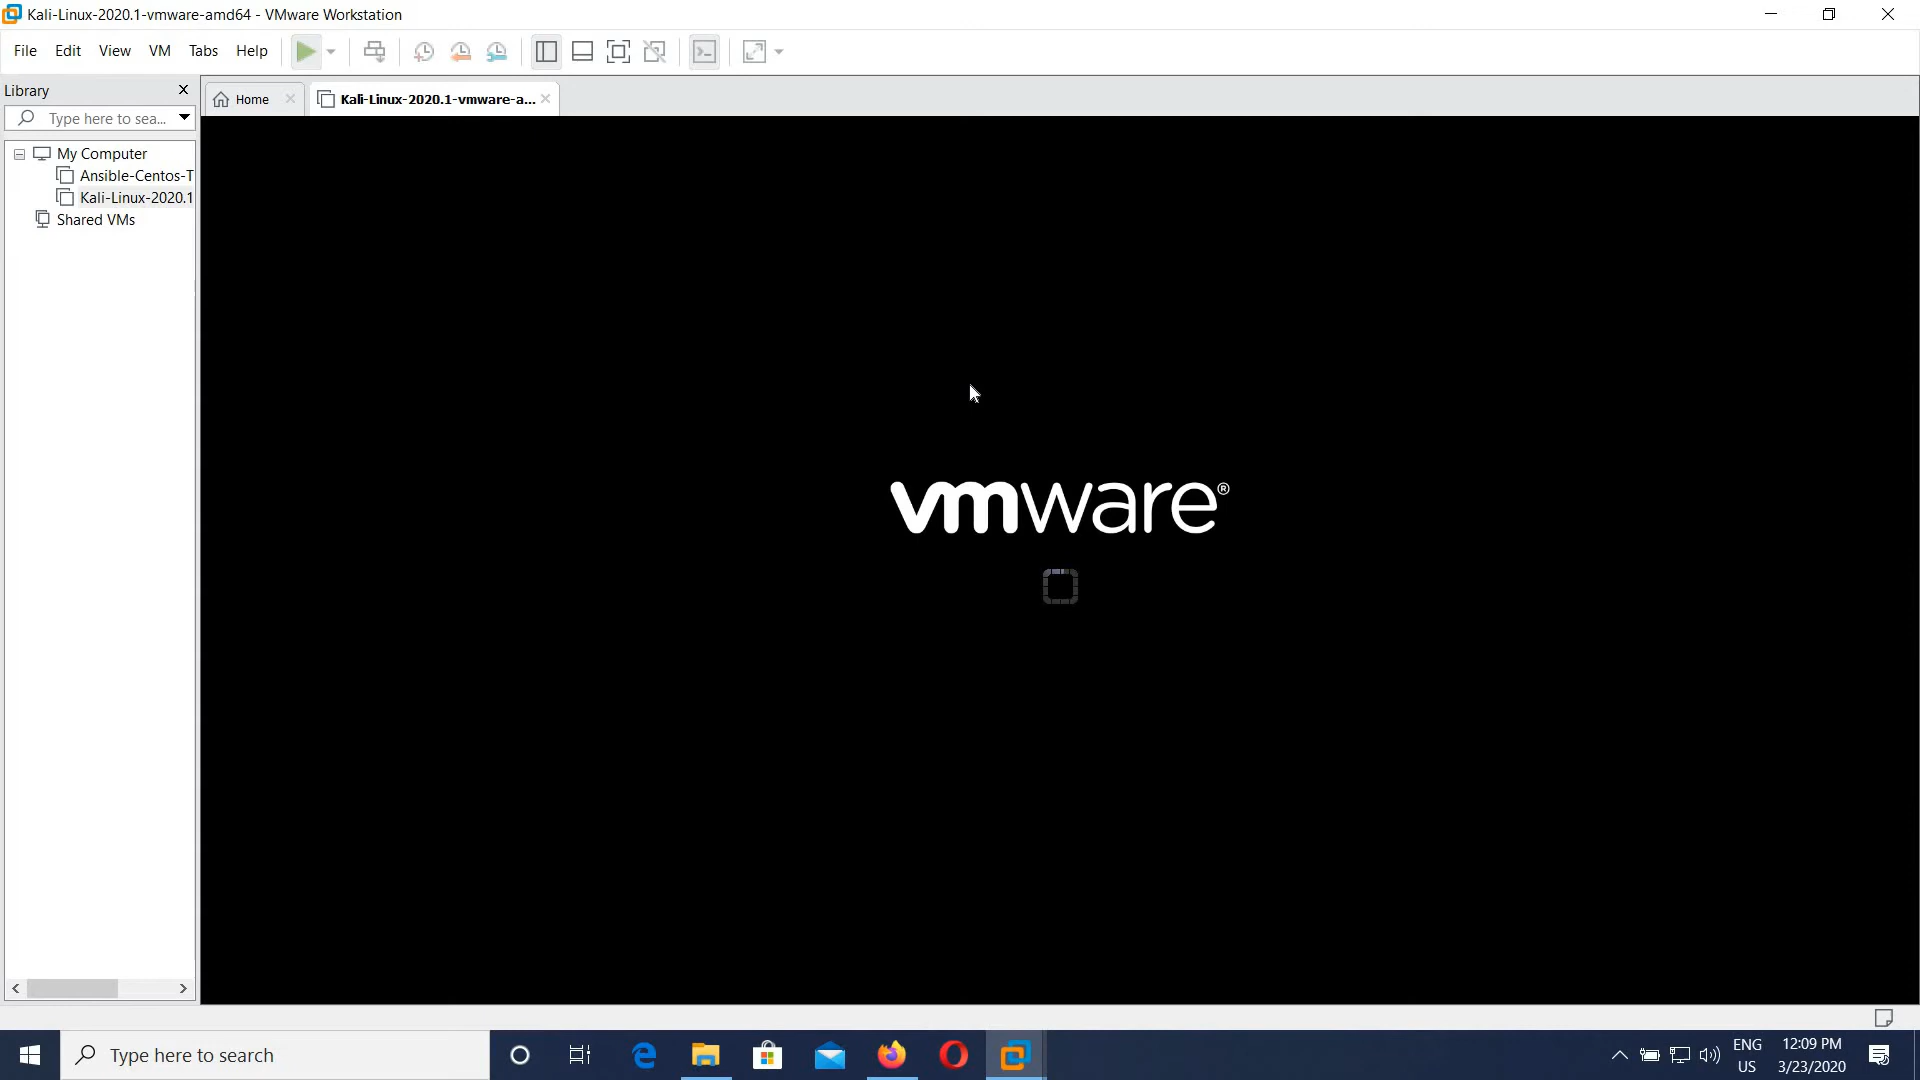 Kali-Linux-2020.1-vmware-amd64 - VMware Workstation
File Edit View VM Tabs Help
Library
Home
Kali-Linux-2020.1-vmware-a...
Type here to sea...
My Computer
Ansible-Centos-T
Kali-Linux-2020.1
Shared VMs
vmware®
Type here to search
ENG
US
12:09 PM
3/23/2020